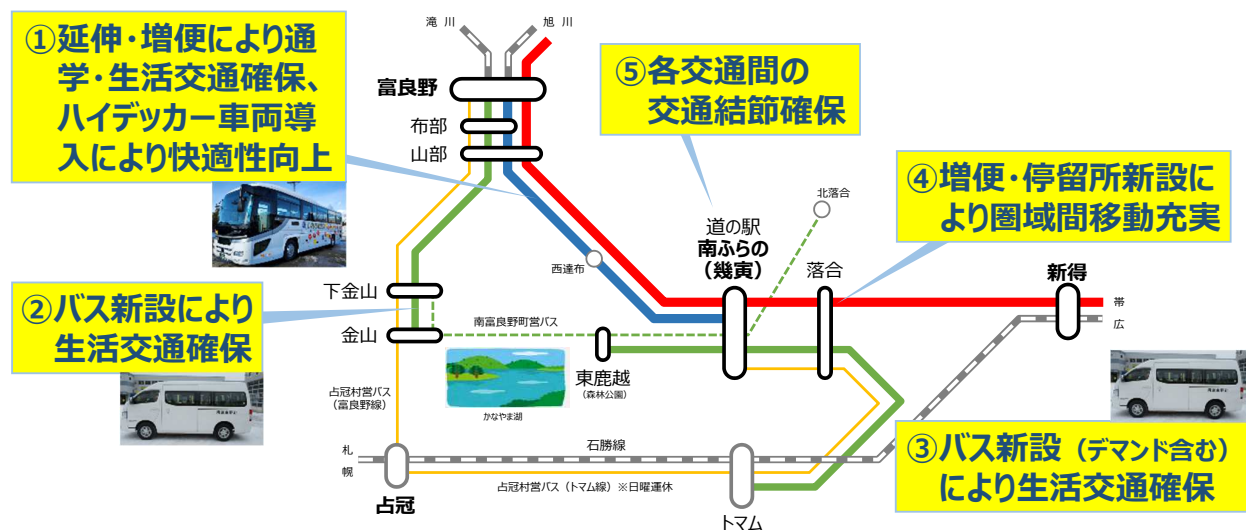 ①延伸・増便により通
学・生活交通確保、
ハイデッカー車両導
入により快適性向上
滝川
旭川
⑤各交通間の
交通結節確保
富良野
布部
山部
④増便・停留所新設に
より圏域間移動充実
北落合
道の駅
南ふらの
（幾寅）
落合
西達布
新得
帯
広
②バス新設により
生活交通確保
下金山
金山
南富良野町営バス
東鹿越
（森林公園）
かなやま湖
占冠村営バス
（富良野線）
札
幌
石勝線
占冠
占冠村営バス（トマム線）※日曜運休
トマム
③バス新設（デマンド含む）
により生活交通確保